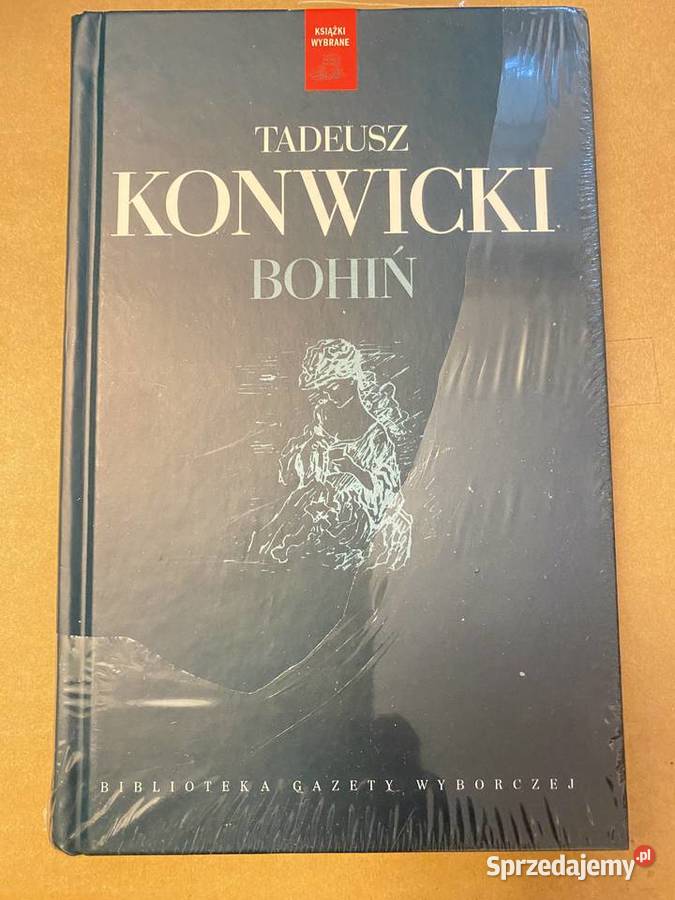 KSIĄŻKI
WYBRANE
TADEUSZ
KONWICKI
BOHIŃ
BIBLIOTEKA GAZETY WYBORCZEJ
Sprzedajemy.pl